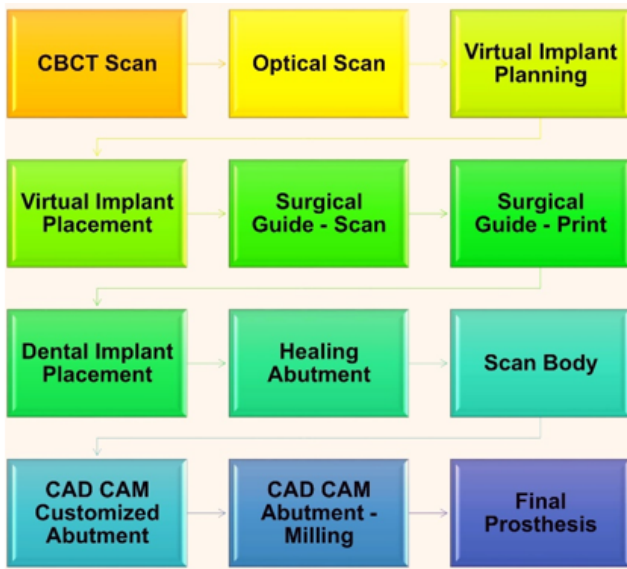 CBCT Scan
Optical Scan
Virtual Implant
Planning
Virtual Implant
Placement
Surgical
Guide - Scan
Surgical
Guide - Print
Dental Implant
Placement
Healing
Abutment
Scan Body
CAD CAM
Customized
Abutment
CAD CAM
Abutment -
Milling
Final
Prosthesis